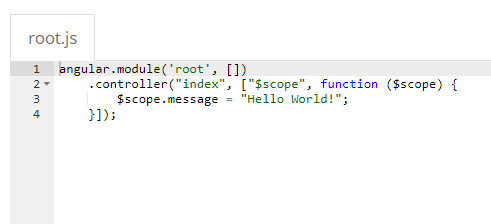 root.js
1 angular.module('root', [])
2 .controller("index", ["$scope", function ($scope) {
3 $scope.message = "Hello World!";
4 }]);